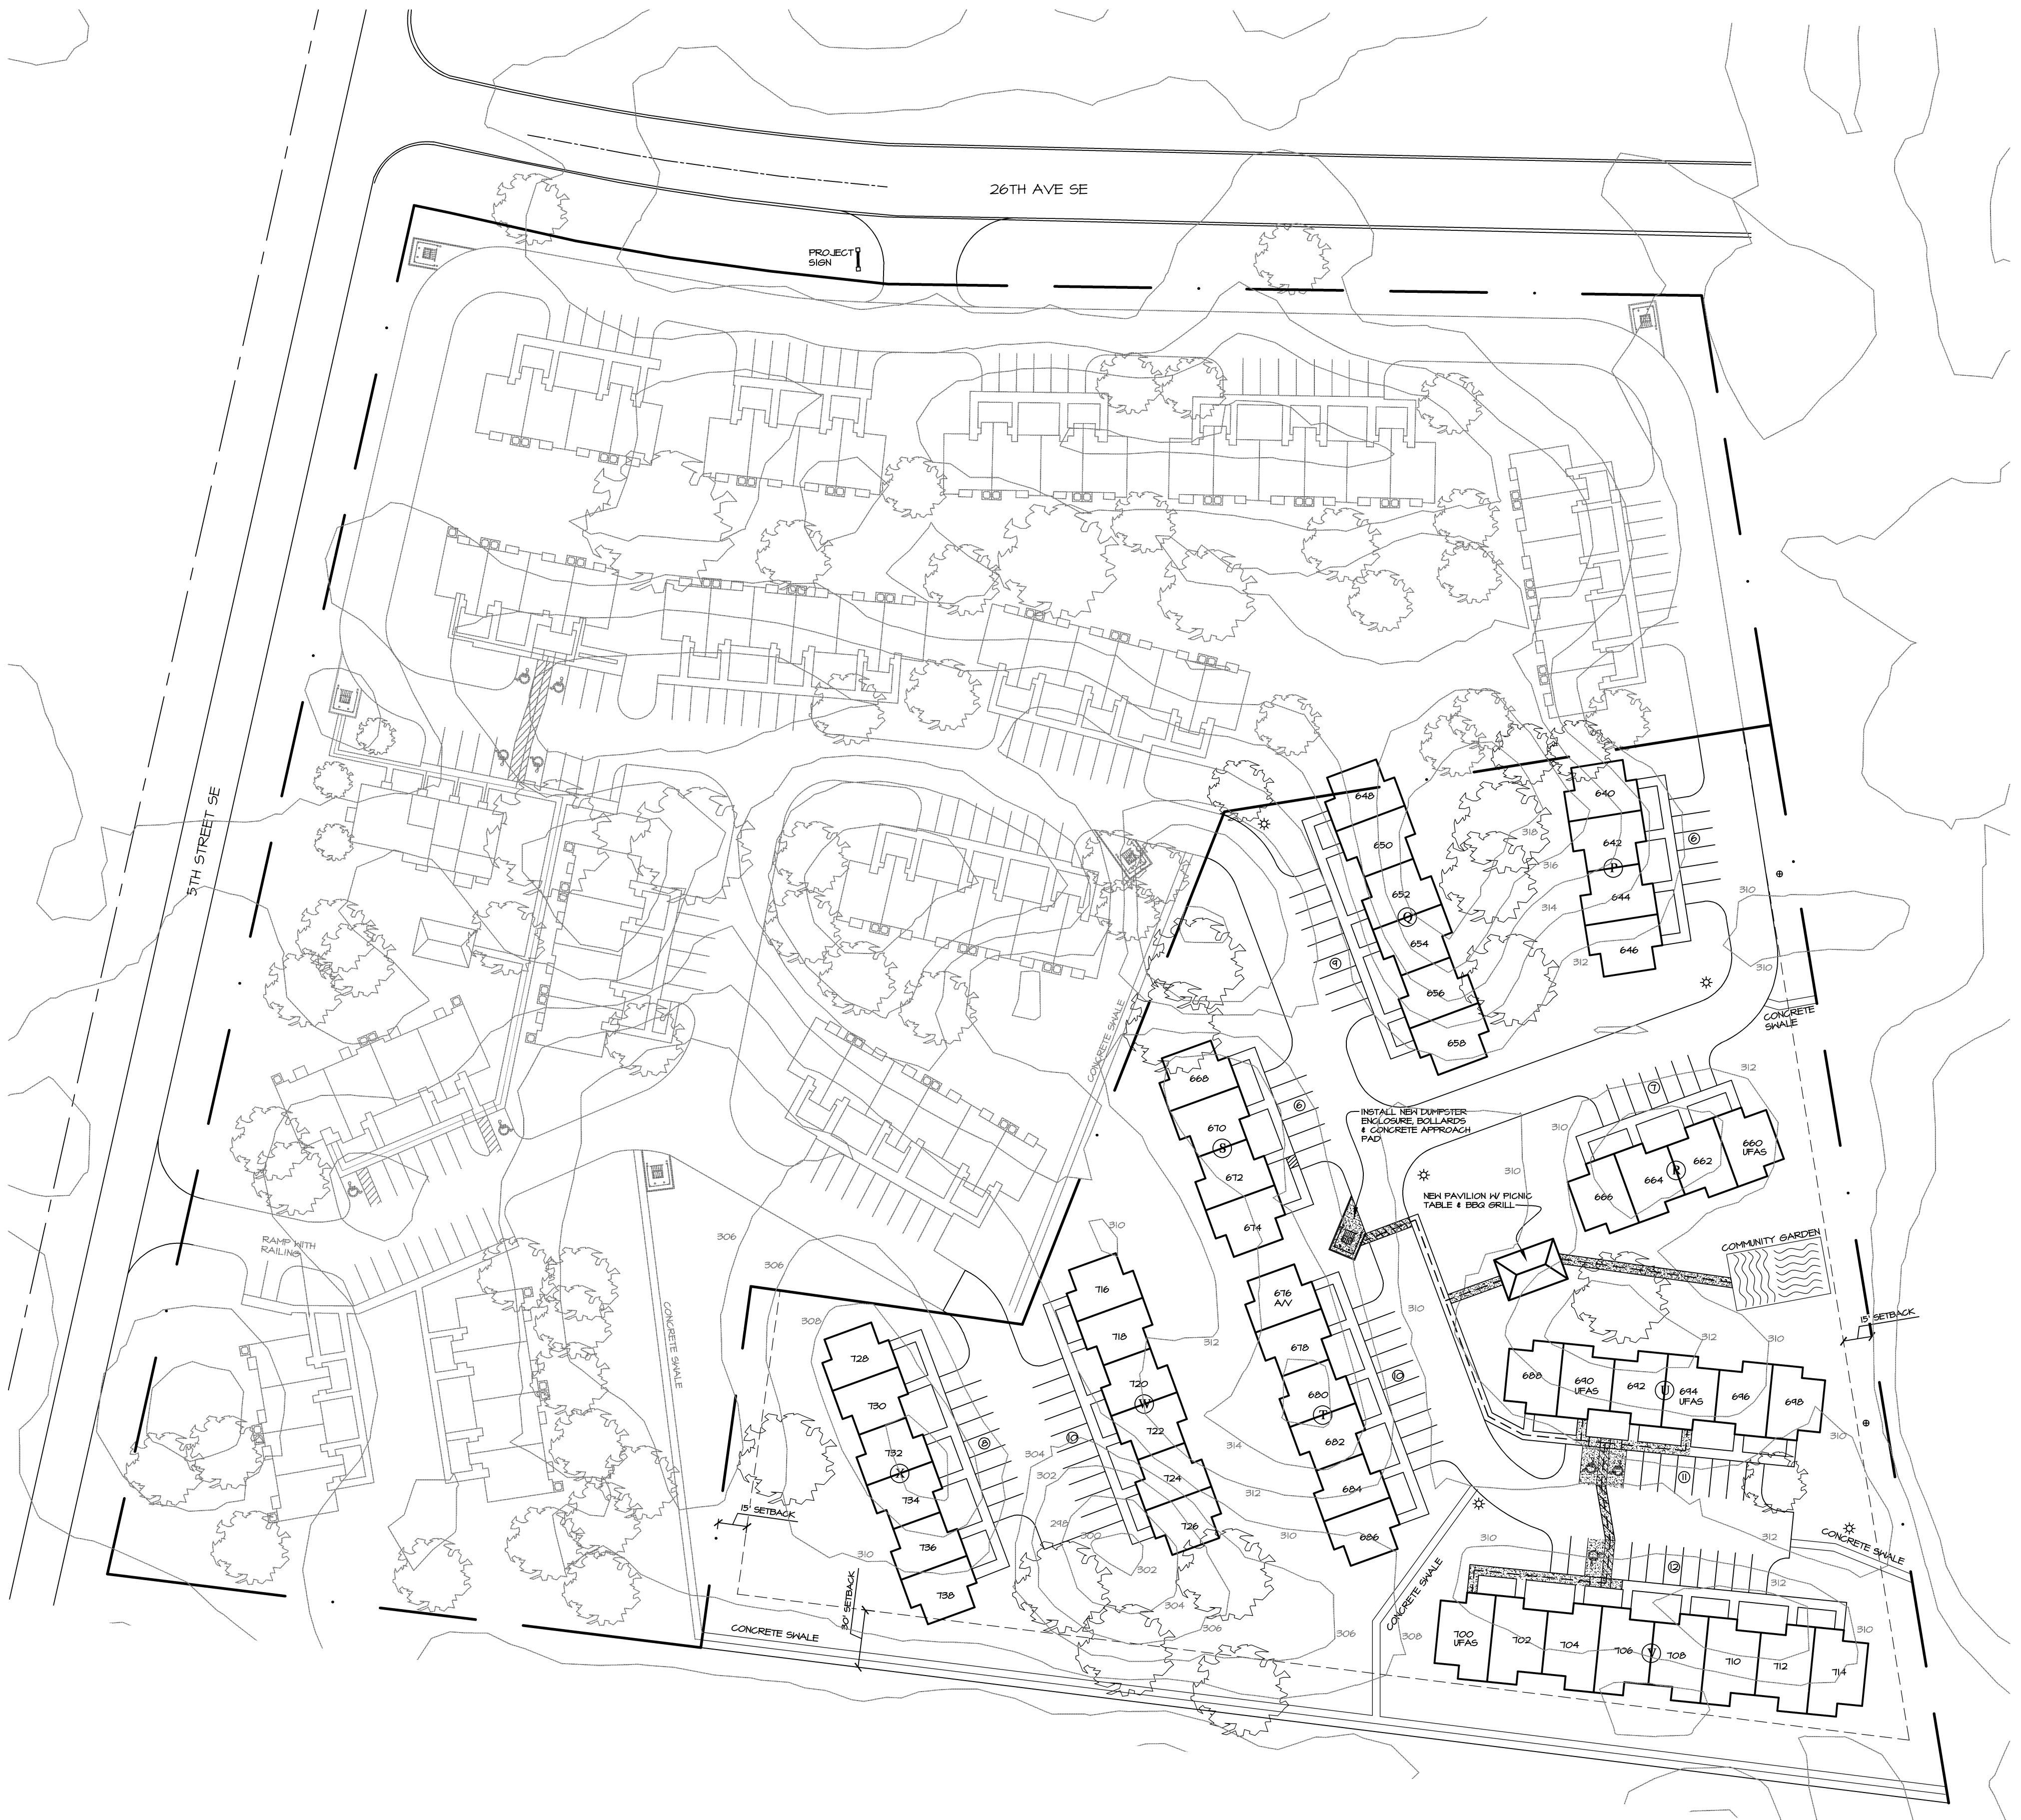 26TH AVE SE
PROJECT
SIGN
5TH STREET SE
648
650
652
Q
654
656
658
9
640
642
P
644
646
6
318
316
314
312
310
310
CONCRETE
SWALE
CONCRETE SWALE
668
670
S
672
674
6
INSTALL NEW DUMPSTER
ENCLOSURE, BOLLARDS
& CONCRETE APPROACH
PAD
310
310
312
7
660
UFAS
662
R
664
666
NEW PAVILION W/ PICNIC
TABLE & BBQ GRILL
COMMUNITY GARDEN
15' SETBACK
RAMP WITH
RAILING
306
306
310
308
310
312
312
310
CONCRETE SWALE
716
718
720
W
722
724
726
10
676
A/V
678
680
T
682
684
686
10
728
730
732
X
734
736
738
8
688
690
UFAS
692
U
694
UFAS
696
698
11
310
304
302
298
300
302
304
306
306
308
314
312
310
310
310
312
312
310
15' SETBACK
30' SETBACK
CONCRETE SWALE
CONCRETE SWALE
CONCRETE SWALE
12
700
UFAS
702
704
706
V
708
710
712
714